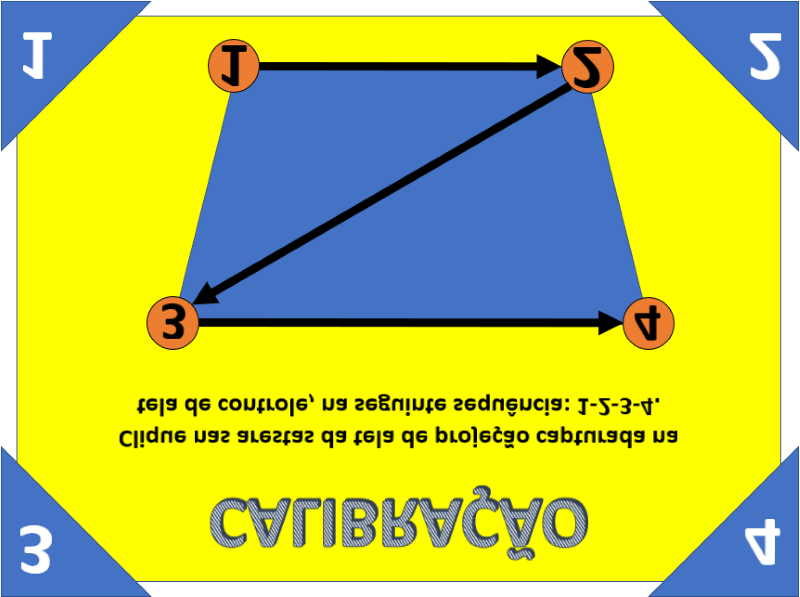 CALIBRAÇÃO
3
4
Clique nas arestas da tela de projeção capturada na
tela de controle, na seguinte sequência: 1-2-3-4.
3
4
1
2
1
2